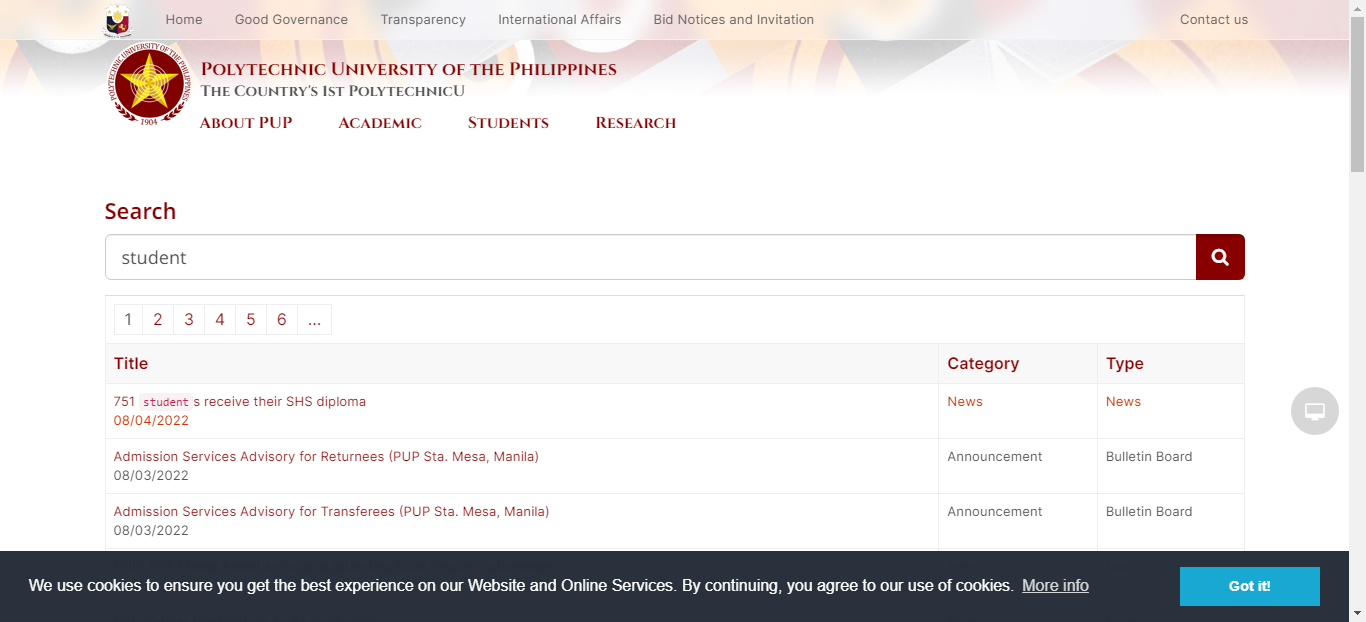 Home Good Governance Transparency International Affairs Bid Notices and Invitation Contact us
POLYTECHNIC UNIVERSITY OF THE PHILIPPINES
1904
Polytechnic University of the Philippines
The Country's 1st PolytechnicU
About PUP Academic Students Research
Search
student
1 2 3 4 5 6 ...
Title Category Type
751 students receive their SHS diploma News News
08/04/2022
Admission Services Advisory for Returnees (PUP Sta. Mesa, Manila) Announcement Bulletin Board
08/03/2022
Admission Services Advisory for Transferees (PUP Sta. Mesa, Manila) Announcement Bulletin Board
08/03/2022
We use cookies to ensure you get the best experience on our Website and Online Services. By continuing, you agree to our use of cookies. More info Got it!